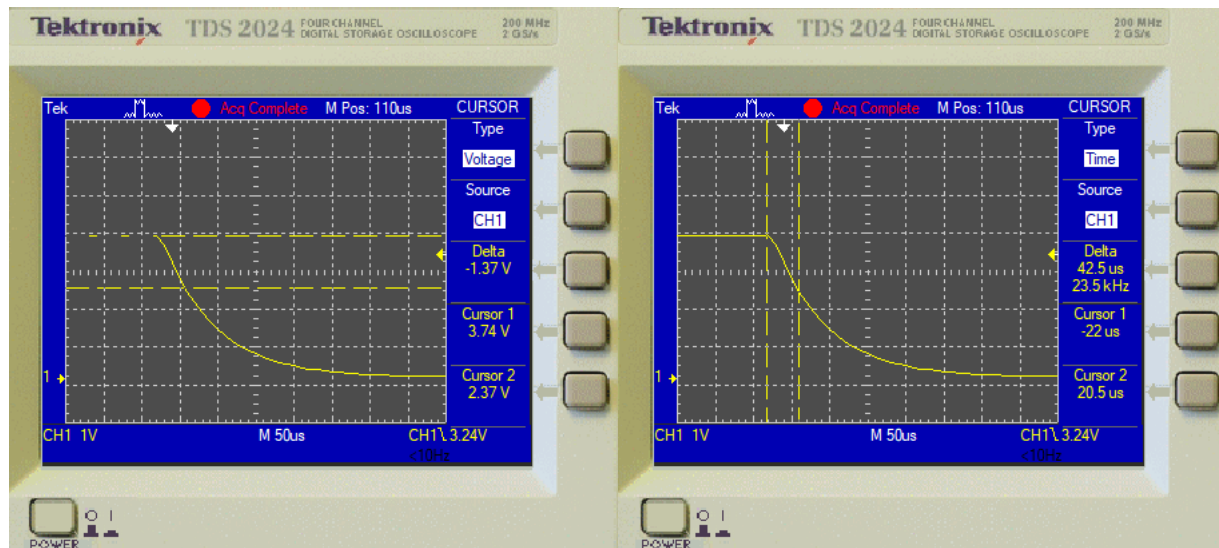 Tektronix TDS 2024 FOUR CHANNEL DIGITAL STORAGE OSCILLOSCOPE 200 MHz 2 GS/s
Tek Acq Complete M Pos: 110us CURSOR
Type
Voltage
Source
CH1
Delta
-1.37 V
Cursor 1
3.74 V
1
Cursor 2
2.37 V
CH1 1V M 50us CH1 3.24V
<10Hz
POWER
Tektronix TDS 2024 FOUR CHANNEL DIGITAL STORAGE OSCILLOSCOPE 200 MHz 2 GS/s
Tek Acq Complete M Pos: 110us CURSOR
Type
Time
Source
CH1
Delta
42.5 us
23.5 kHz
Cursor 1
-22 us
1
Cursor 2
20.5 us
CH1 1V M 50us CH1 3.24V
<10Hz
POWER